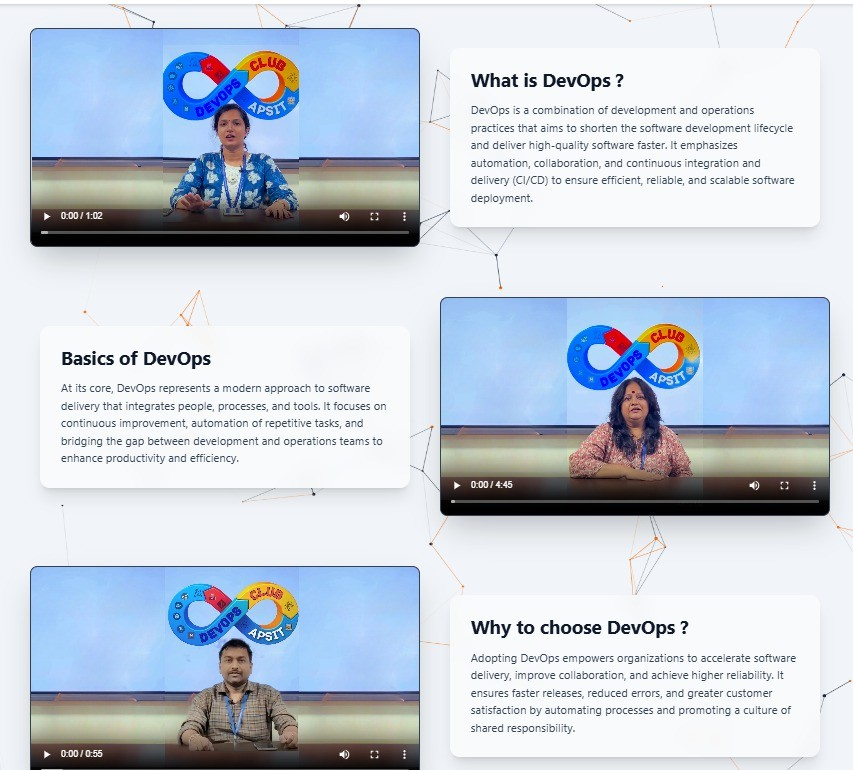 DEVOPS CLUB APSIT
0:00 / 1:02
What is DevOps ?
DevOps is a combination of development and operations
practices that aims to shorten the software development lifecycle
and deliver high-quality software faster. It emphasizes
automation, collaboration, and continuous integration and
delivery (CI/CD) to ensure efficient, reliable, and scalable software
deployment.
Basics of DevOps
At its core, DevOps represents a modern approach to software
delivery that integrates people, processes, and tools. It focuses on
continuous improvement, automation of repetitive tasks, and
bridging the gap between development and operations teams to
enhance productivity and efficiency.
DEVOPS CLUB APSIT
0:00 / 4:45
DEVOPS CLUB APSIT
0:00 / 0:55
Why to choose DevOps ?
Adopting DevOps empowers organizations to accelerate software
delivery, improve collaboration, and achieve higher reliability. It
ensures faster releases, reduced errors, and greater customer
satisfaction by automating processes and promoting a culture of
shared responsibility.